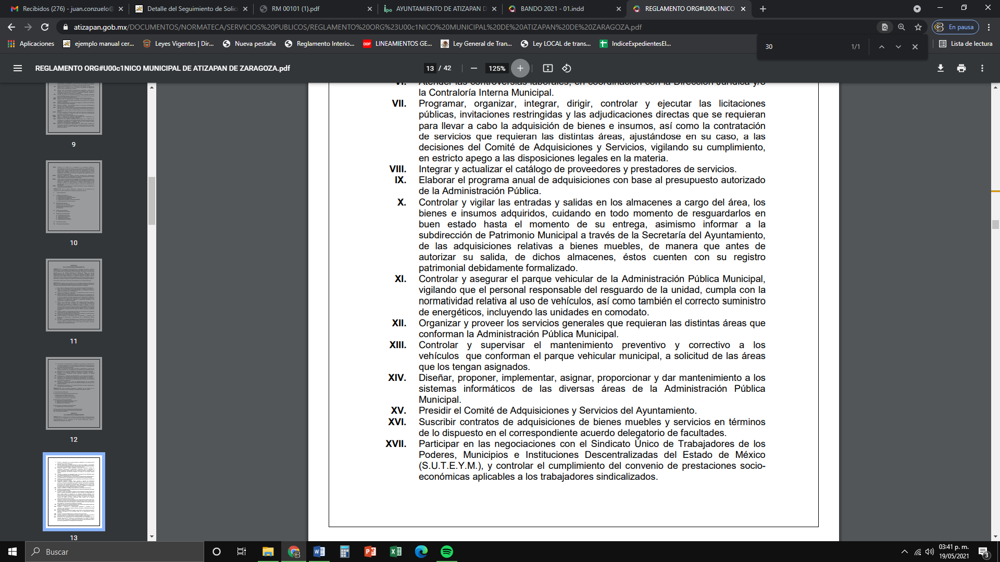 Recibidos (276) - juan.conzuelo@
Detalle del Seguimiento de Solici
RM 00101 (1).pdf
AYUNTAMIENTO DE ATIZAPAN D
BANDO 2021 - 01.indd
REGLAMENTO ORG#U00c1NICO
atizapan.gob.mx/DOCUMENTOS/NORMATECA/SERVICIOS%20PUBLICOS/REGLAMENTO%20ORG%23U00c1NICO%20MUNICIPAL%20DE%20ATIZAPAN%20DE%20ZARAGOZA.pdf
En pausa
Aplicaciones
ejemplo manual cer...
Leyes Vigentes | Dir...
Nueva pestaña
Reglamento Interio...
DOF LINEAMIENTOS GE...
Ley General de Tran...
Ley LOCAL de trans...
IndiceExpedientesEl...
Lista de lectura
30 1/1
REGLAMENTO ORG#U00c1NICO MUNICIPAL DE ATIZAPAN DE ZARAGOZA.pdf
13 / 42
125%
9
10
11
12
13
VI. Atender las controversias laborales, en coordinación con la Dirección Jurídica y/o
la Contraloría Interna Municipal.
VII. Programar, organizar, integrar, dirigir, controlar y ejecutar las licitaciones
públicas, invitaciones restringidas y las adjudicaciones directas que se requieran
para llevar a cabo la adquisición de bienes e insumos, así como la contratación
de servicios que requieran las distintas áreas, ajustándose en su caso, a las
decisiones del Comité de Adquisiciones y Servicios, vigilando su cumplimiento,
en estricto apego a las disposiciones legales en la materia.
VIII. Integrar y actualizar el catálogo de proveedores y prestadores de servicios.
IX. Elaborar el programa anual de adquisiciones con base al presupuesto autorizado
de la Administración Pública.
X. Controlar y vigilar las entradas y salidas en los almacenes a cargo del área, los
bienes e insumos adquiridos, cuidando en todo momento de resguardarlos en
buen estado hasta el momento de su entrega, asimismo informar a la
subdirección de Patrimonio Municipal a través de la Secretaría del Ayuntamiento,
de las adquisiciones relativas a bienes muebles, de manera que antes de
autorizar su salida, de dichos almacenes, éstos cuenten con su registro
patrimonial debidamente formalizado.
XI. Controlar y asegurar el parque vehicular de la Administración Pública Municipal,
vigilando que el personal responsable del resguardo de la unidad, cumpla con la
normatividad relativa al uso de vehículos, así como también el correcto suministro
de energéticos, incluyendo las unidades en comodato.
XII. Organizar y proveer los servicios generales que requieran las distintas áreas que
conforman la Administración Pública Municipal.
XIII. Controlar y supervisar el mantenimiento preventivo y correctivo a los
vehículos que conforman el parque vehicular municipal, a solicitud de las áreas
que los tengan asignados.
XIV. Diseñar, proponer, implementar, asignar, proporcionar y dar mantenimiento a los
sistemas informáticos de las diversas áreas de la Administración Pública
Municipal.
XV. Presidir el Comité de Adquisiciones y Servicios del Ayuntamiento.
XVI. Suscribir contratos de adquisiciones de bienes muebles y servicios en términos
de lo dispuesto en el correspondiente acuerdo delegatorio de facultades.
XVII. Participar en las negociaciones con el Sindicato Único de Trabajadores de los
Poderes, Municipios e Instituciones Descentralizadas del Estado de México
(S.U.T.E.Y.M.), y controlar el cumplimiento del convenio de prestaciones socio-
económicas aplicables a los trabajadores sindicalizados.
Buscar
03:41 p. m.
19/05/2021
3